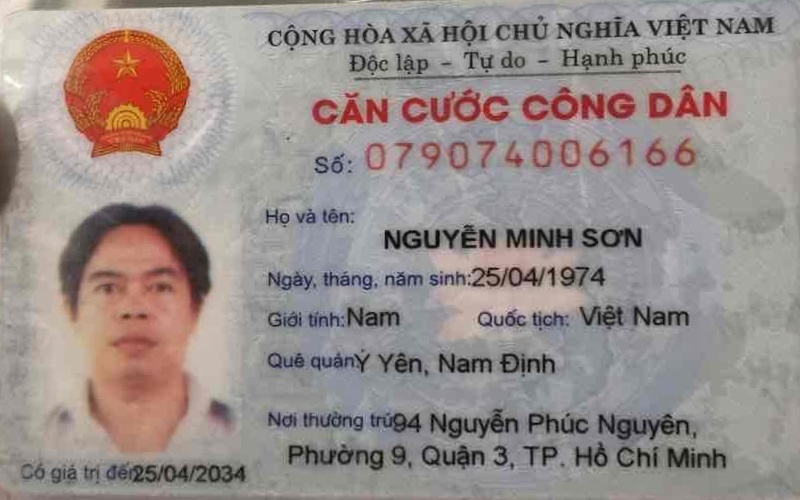 CỘNG HÒA XÃ HỘI CHỦ NGHĨA VIỆT NAM
Độc lập - Tự do - Hạnh phúc
CĂN CƯỚC CÔNG DÂN
Số: 079074006166
Họ và tên:
NGUYỄN MINH SƠN
Ngày, tháng, năm sinh: 25/04/1974
Giới tính: Nam Quốc tịch: Việt Nam
Quê quán: Ý Yên, Nam Định
Nơi thường trú: 94 Nguyễn Phúc Nguyên,
Phường 9, Quận 3, TP. Hồ Chí Minh
Có giá trị đến: 25/04/2034